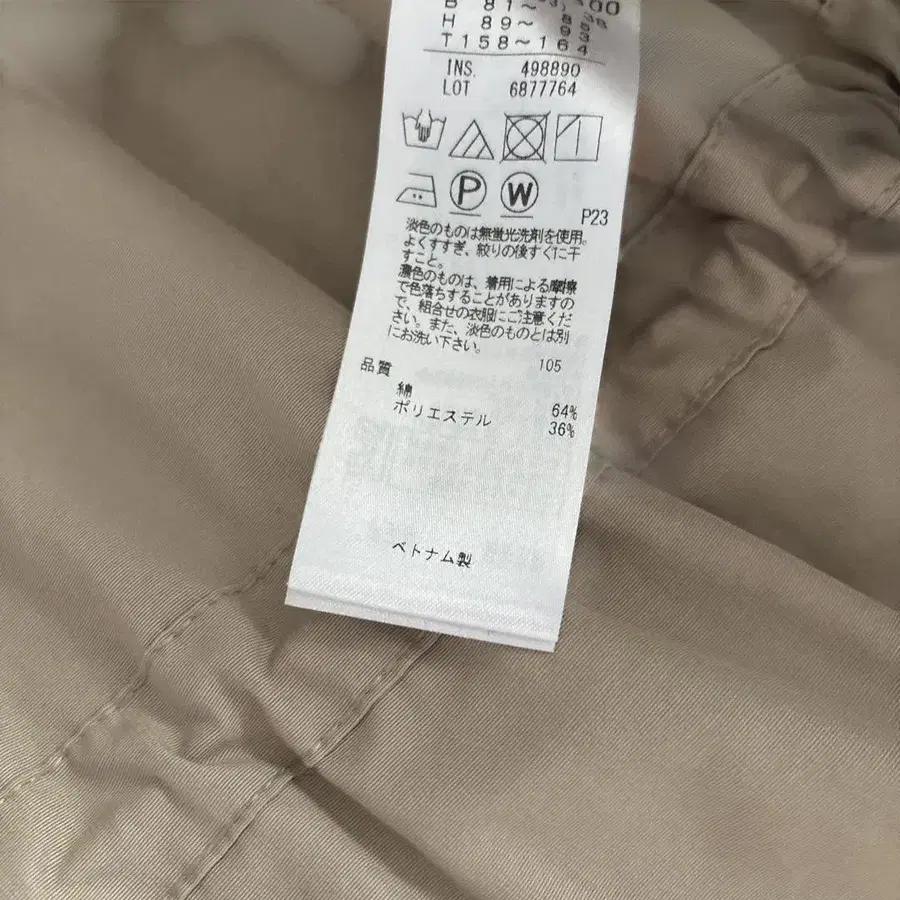 T 158～164
INS. 498890
LOT 6877764
P
W
P23
淡色のものは無蛍光洗剤を使用。
よくすすぎ、絞りの後すぐに干
すこと。
濃色のものは、着用による摩擦
で色落ちすることがありますの
で、組合せの衣服にご注意くだ
さい。また、淡色のものとは別
にお洗い下さい。
品質 105
綿 64%
ポリエステル 36%
ベトナム製